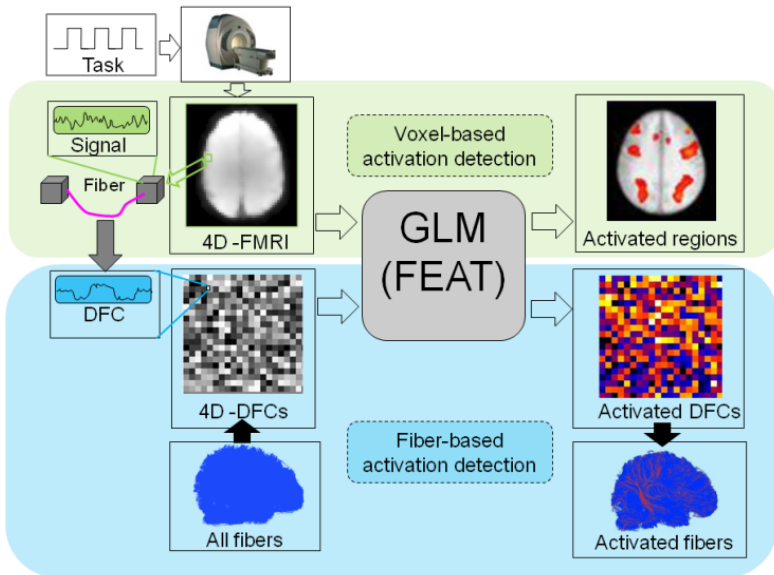 Task
Signal
Fiber
4D -FMRI
Voxel-based
activation detection
GLM
(FEAT)
Activated regions
DFC
4D -DFCs
Activated DFCs
Fiber-based
activation detection
All fibers
Activated fibers